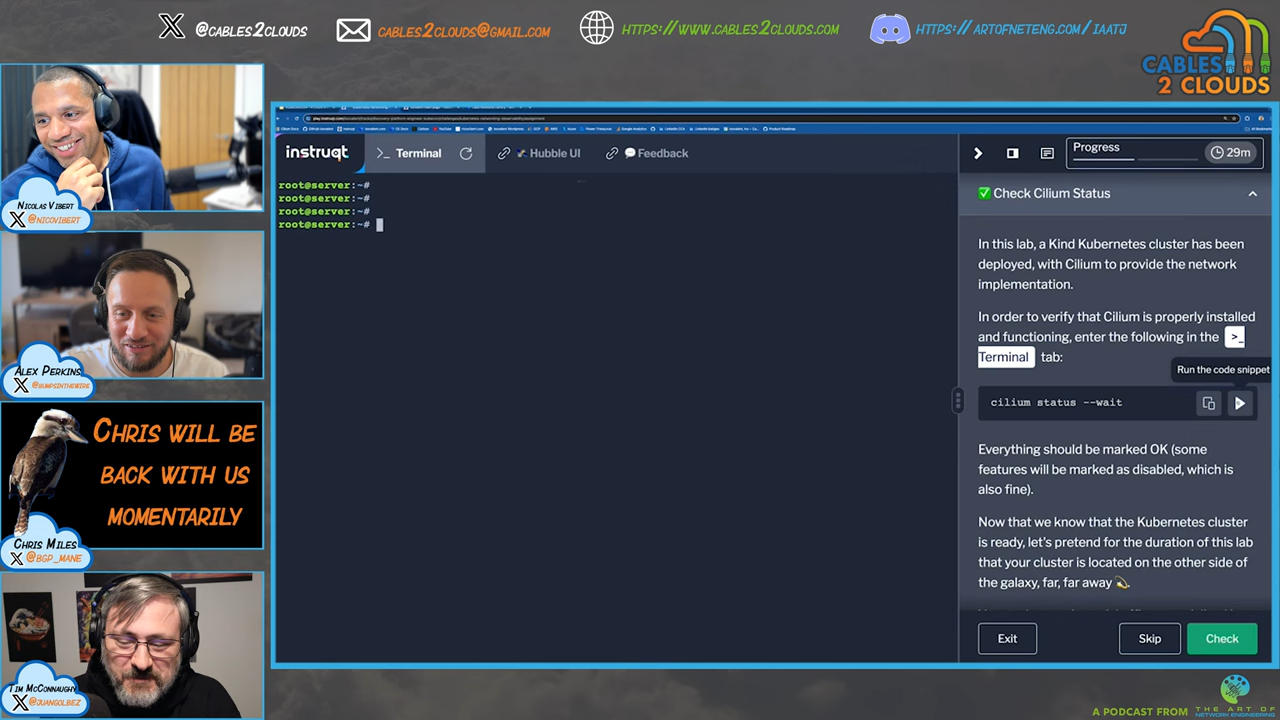 @CABLES2CLOUDS
CABLES2CLOUDS@GMAIL.COM
HTTPS://WWW.CABLES2CLOUDS.COM
HTTPS://ARTOFNETENG.COM/IAATJ
CABLES
2 CLOUDS
NICOLAS VIBERT
@NICOVIBERT
ALEX PERKINS
@BUMPSINTHEWIRE
CHRIS WILL BE
BACK WITH US
MOMENTARILY
CHRIS MILES
@BGP_MANE
TIM MCCONNAUGHY
@JUANGOLBEZ
instruqt
>_ Terminal
Hubble UI
Feedback
root@server:~#
root@server:~#
root@server:~#
root@server:~#
Progress
29m
✅ Check Cilium Status
In this lab, a Kind Kubernetes cluster has been
deployed, with Cilium to provide the network
implementation.
In order to verify that Cilium is properly installed
and functioning, enter the following in the >_
Terminal tab:
Run the code snippet
cilium status --wait
Everything should be marked OK (some
features will be marked as disabled, which is
also fine).
Now that we know that the Kubernetes cluster
is ready, let's pretend for the duration of this lab
that your cluster is located on the other side of
the galaxy, far, far away 💫.
Exit
Skip
Check
A PODCAST FROM
THE ART OF
NETWORK ENGINEERING